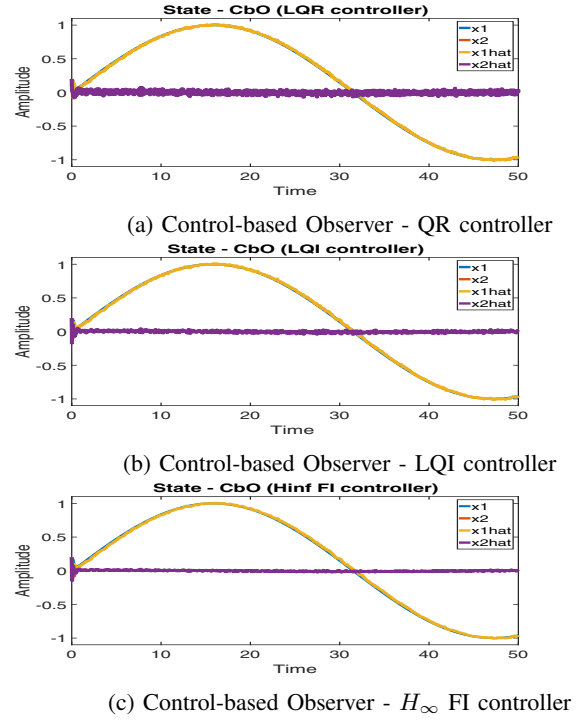 State - CbO (LQR controller)
x1
x2
x1hat
x2hat
Amplitude
1
0.5
0
-0.5
-1
0 10 20 30 40 50
Time
(a) Control-based Observer - QR controller
State - CbO (LQI controller)
x1
x2
x1hat
x2hat
Amplitude
1
0.5
0
-0.5
-1
0 10 20 30 40 50
Time
(b) Control-based Observer - LQI controller
State - CbO (Hinf FI controller)
x1
x2
x1hat
x2hat
Amplitude
1
0.5
0
-0.5
-1
0 10 20 30 40 50
Time
(c) Control-based Observer - H∞ FI controller